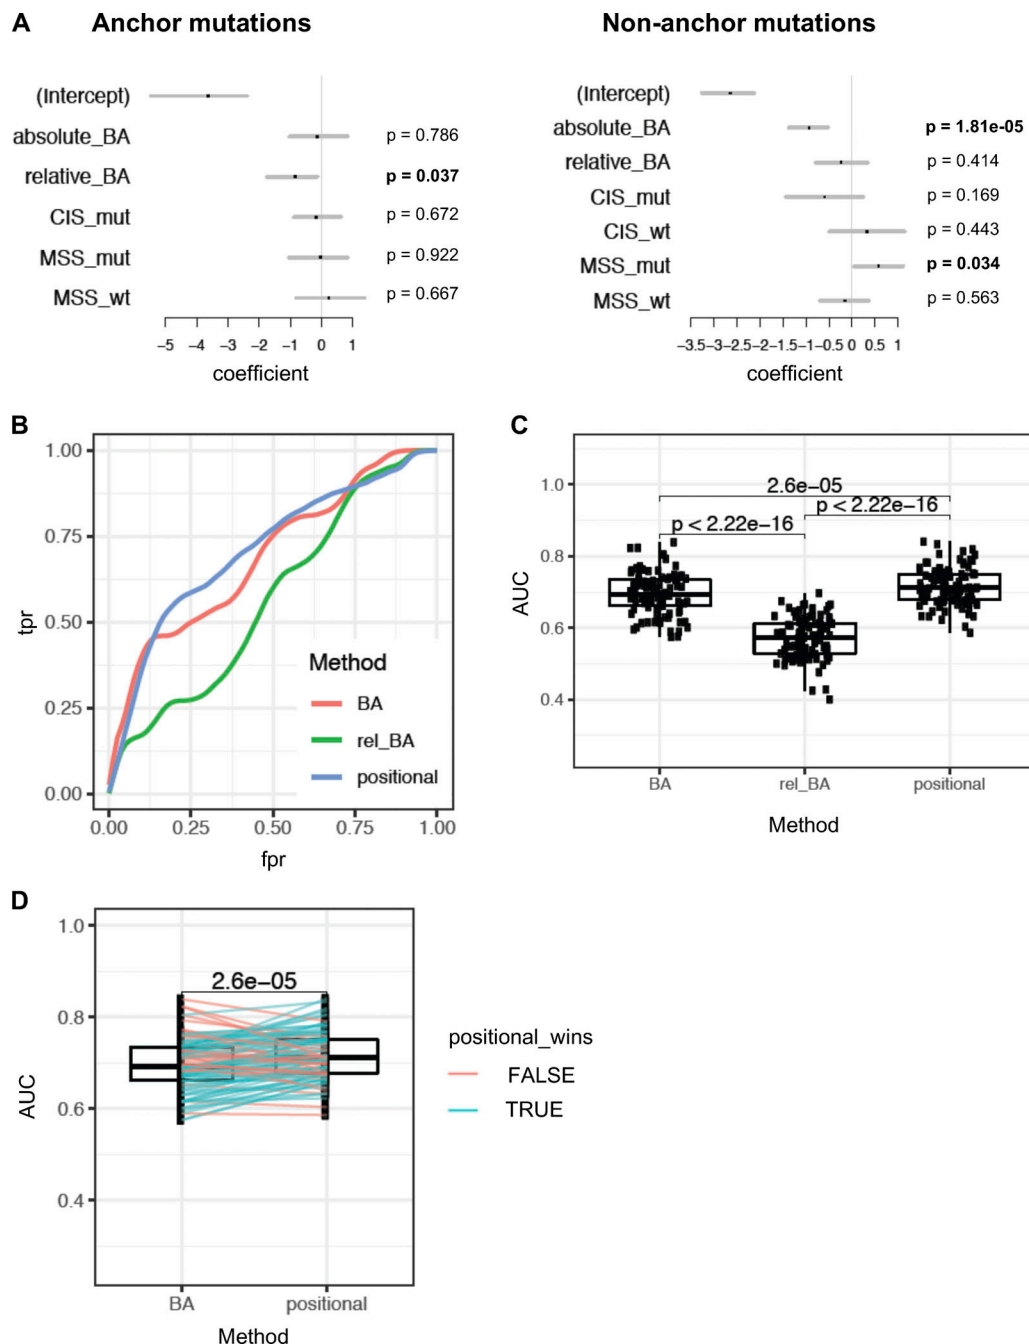 A Anchor mutations Non-anchor mutations
(Intercept)
absolute_BA p = 0.786
relative_BA p = 0.037
CIS_mut p = 0.672
MSS_mut p = 0.922
MSS_wt p = 0.667
-5 -4 -3 -2 -1 0 1
coefficient
(Intercept)
absolute_BA p = 1.81e-05
relative_BA p = 0.414
CIS_mut p = 0.169
CIS_wt p = 0.443
MSS_mut p = 0.034
MSS_wt p = 0.563
-3.5-3-2.5-2-1.5-1-0.5 0 0.5 1
coefficient
B
1.00
0.75
0.50
0.25
0.00
tpr
Method
BA
rel_BA
positional
0.00 0.25 0.50 0.75 1.00
fpr
C
1.0
0.8
0.6
0.4
AUC
2.6e-05
p < 2.22e-16 p < 2.22e-16
BA rel_BA positional
Method
D
1.0
0.8
0.6
0.4
AUC
2.6e-05
BA positional
Method
positional_wins
FALSE
TRUE